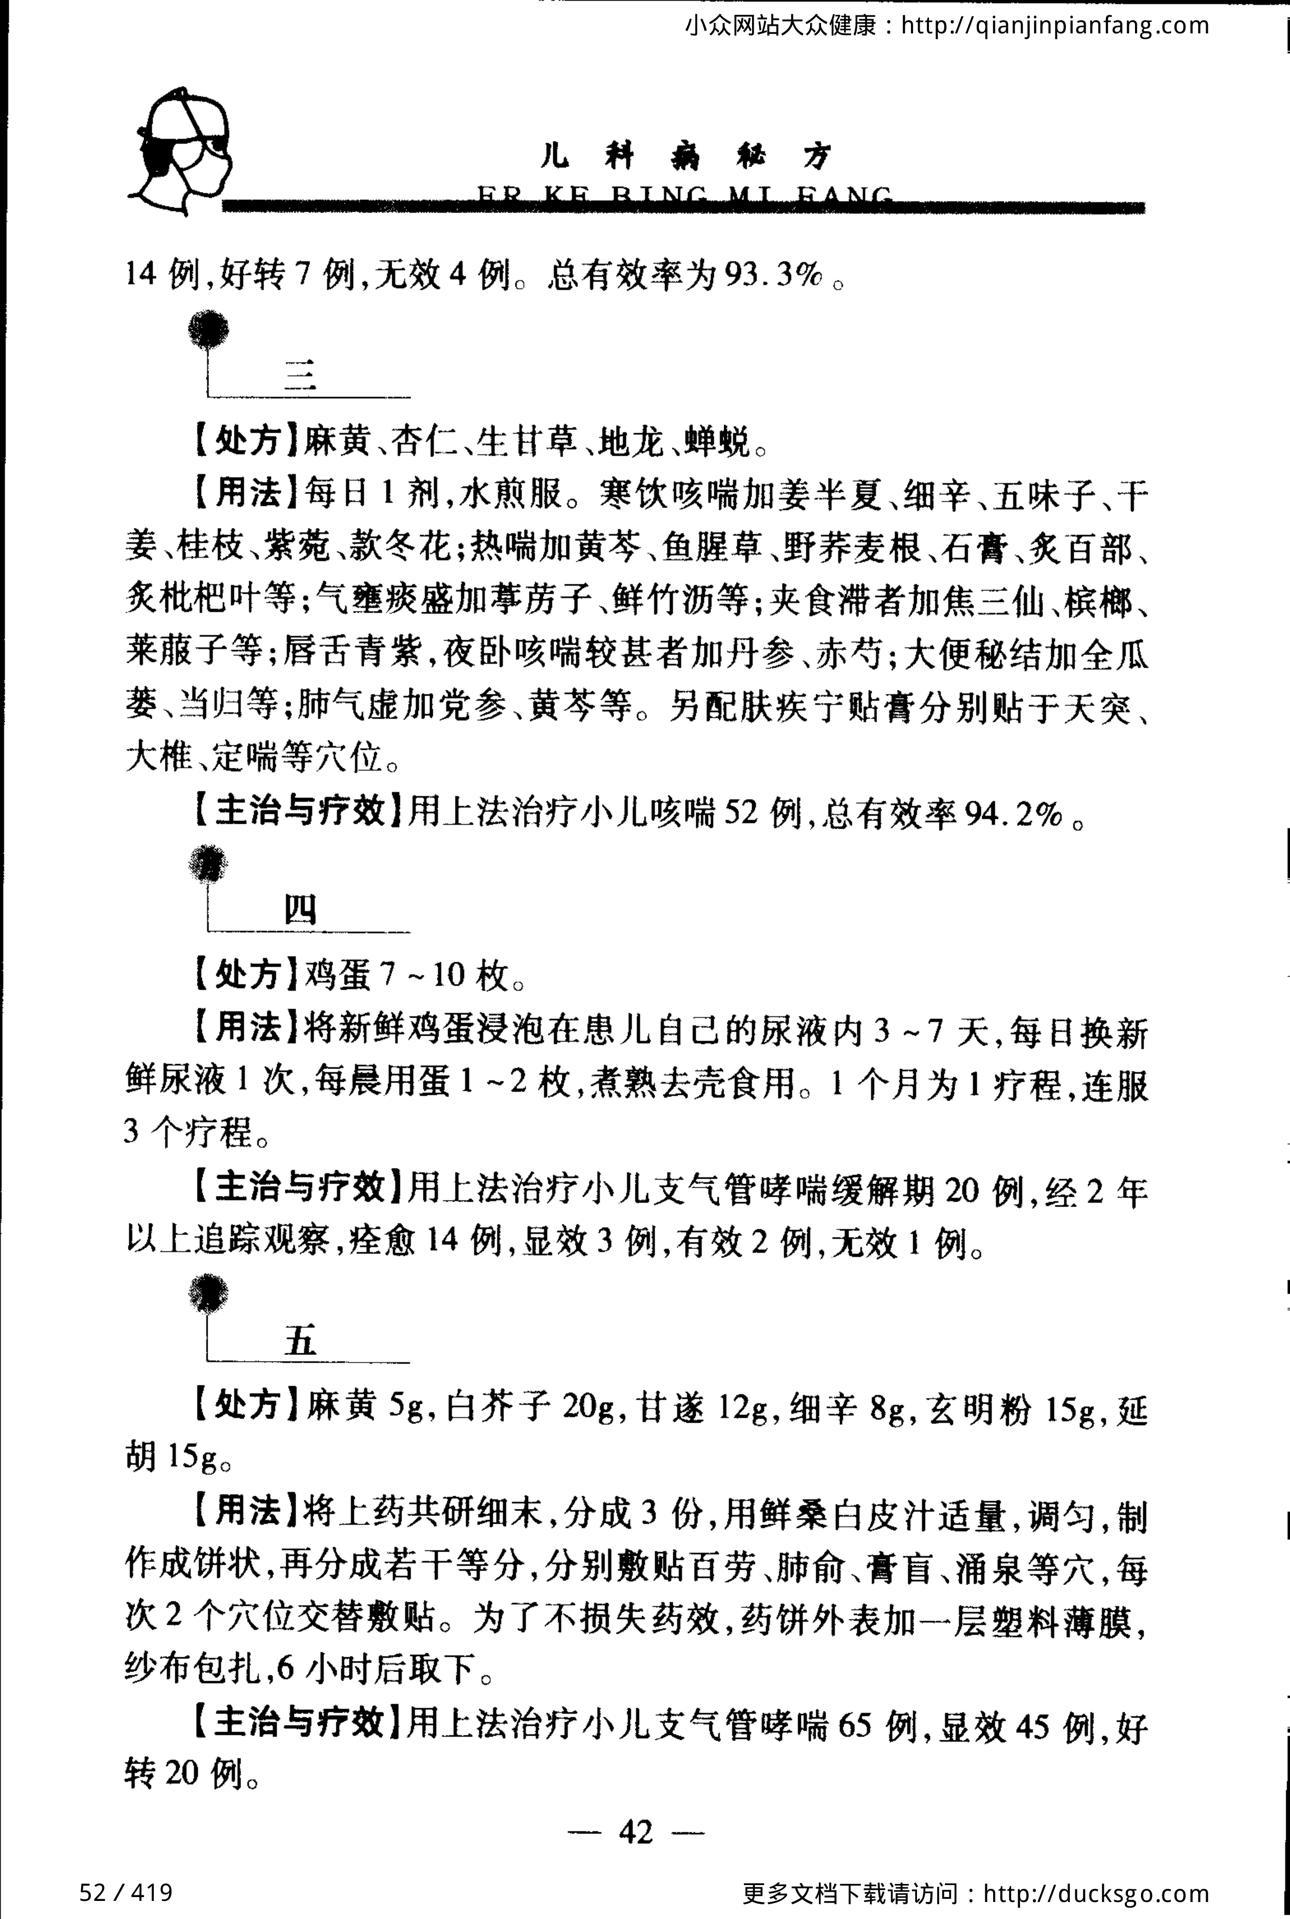 小众网站大众健康：http://qianjinpianfang.com
儿科病秘方
ER KE BING MI FANG
14 例,好转 7 例,无效 4 例。总有效率为 93.3%。
三
【处方】麻黄、杏仁、生甘草、地龙、蝉蜕。
【用法】每日 1 剂,水煎服。寒饮咳喘加姜半夏、细辛、五味子、干
姜、桂枝、紫菀、款冬花;热喘加黄芩、鱼腥草、野荞麦根、石膏、炙百部、
炙枇杷叶等;气壅痰盛加葶苈子、鲜竹沥等;夹食滞者加焦三仙、槟榔、
莱菔子等;唇舌青紫,夜卧咳喘较甚者加丹参、赤芍;大便秘结加全瓜
蒌、当归等;肺气虚加党参、黄芩等。另配肤疾宁贴膏分别贴于天突、
大椎、定喘等穴位。
【主治与疗效】用上法治疗小儿咳喘 52 例,总有效率 94.2%。
方
四
【处方】鸡蛋 7～10 枚。
【用法】将新鲜鸡蛋浸泡在患儿自己的尿液内 3～7 天,每日换新
鲜尿液 1 次,每晨用蛋 1～2 枚,煮熟去壳食用。1 个月为 1 疗程,连服
3 个疗程。
【主治与疗效】用上法治疗小儿支气管哮喘缓解期 20 例,经 2 年
以上追踪观察,痊愈 14 例,显效 3 例,有效 2 例,无效 1 例。
五
【处方】麻黄 5g,白芥子 20g,甘遂 12g,细辛 8g,玄明粉 15g,延
胡 15g。
【用法】将上药共研细末,分成 3 份,用鲜桑白皮汁适量,调匀,制
作成饼状,再分成若干等分,分别敷贴百劳、肺俞、膏盲、涌泉等穴,每
次 2 个穴位交替敷贴。为了不损失药效,药饼外表加一层塑料薄膜,
纱布包扎,6 小时后取下。
【主治与疗效】用上法治疗小儿支气管哮喘 65 例,显效 45 例,好
转 20 例。
— 42 —
52 / 419
更多文档下载请访问：http://ducksgo.com